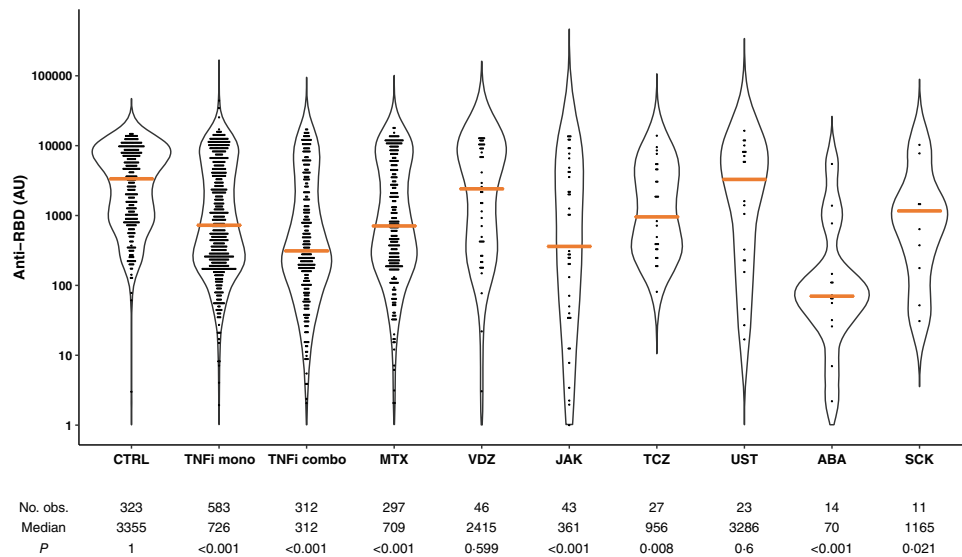 Anti−RBD (AU)
100000
10000
1000
100
10
1
CTRL TNFi mono TNFi combo MTX VDZ JAK TCZ UST ABA SCK
No. obs. 323 583 312 297 46 43 27 23 14 11
Median 3355 726 312 709 2415 361 956 3286 70 1165
P 1 <0·001 <0·001 <0·001 0·599 <0·001 0·008 0·6 <0·001 0·021